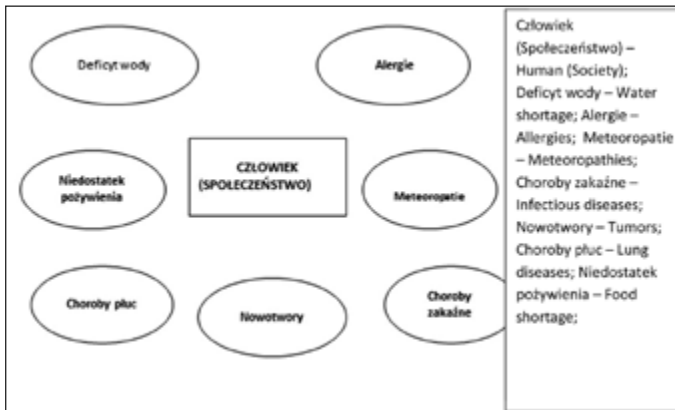 Deficyt wody
Alergie
CZŁOWIEK
(SPOŁECZEŃSTWO)
Niedostatek
pożywienia
Meteoropatie
Choroby płuc
Nowotwory
Choroby
zakaźne
Człowiek
(Społeczeństwo) –
Human (Society);
Deficyt wody – Water
shortage; Alergie –
Allergies; Meteoropatie
– Meteoropathies;
Choroby zakaźne –
Infectious diseases;
Nowotwory – Tumors;
Choroby płuc – Lung
diseases; Niedostatek
pożywienia – Food
shortage;